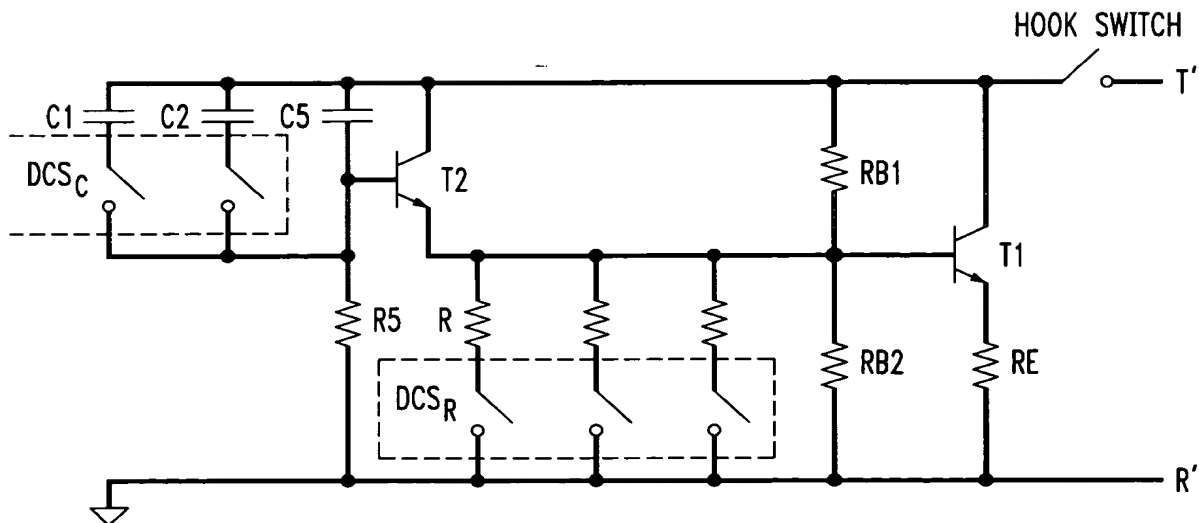 HOOK SWITCH
T'
C1
C2
C5
DCS_C
T2
RB1
T1
R5
R
RB2
RE
DCS_R
R'